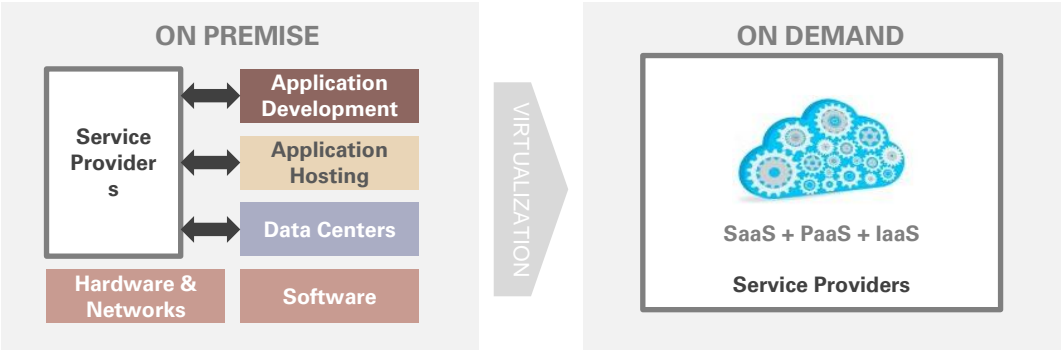 ON PREMISE
Service
Provider
s
Application
Development
Application
Hosting
Data Centers
Hardware &
Networks
Software
VIRTUALIZATION
ON DEMAND
SaaS + PaaS + IaaS
Service Providers